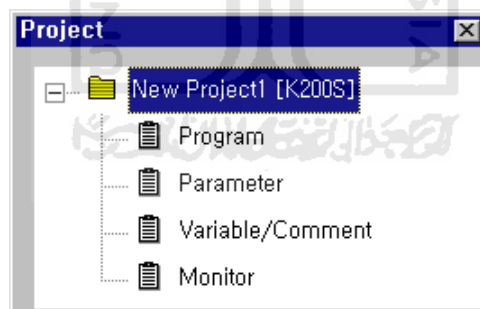 Project
New Project1 [K200S]
Program
Parameter
Variable/Comment
Monitor